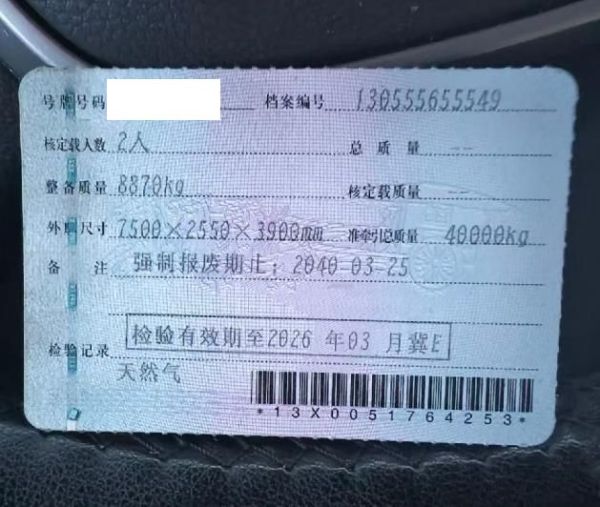 号牌号码 档案编号 130555655549
核定载人数 2人 总质量 --
整备质量 8870kg 核定载质量 --
外廓尺寸 7500×2550×3900mm 准牵引总质量 40000kg
备注 强制报废期止：2040-03-25
检验记录 检验有效期至2026 年03 月冀E
天然气
*13X0051764253*